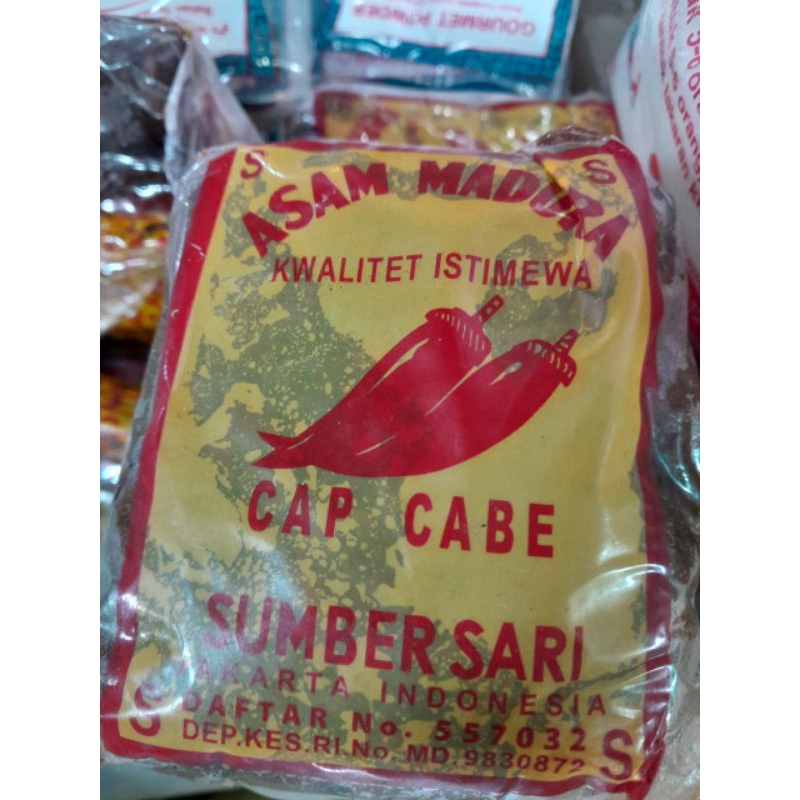 GOURMET POWDER
S S
ASAM MADURA
KWALITET ISTIMEWA
CAP CABE
SUMBER SARI
JAKARTA INDONESIA
DAFTAR No. 557032
DEP.KES.RI.No. MD.9830872
S S